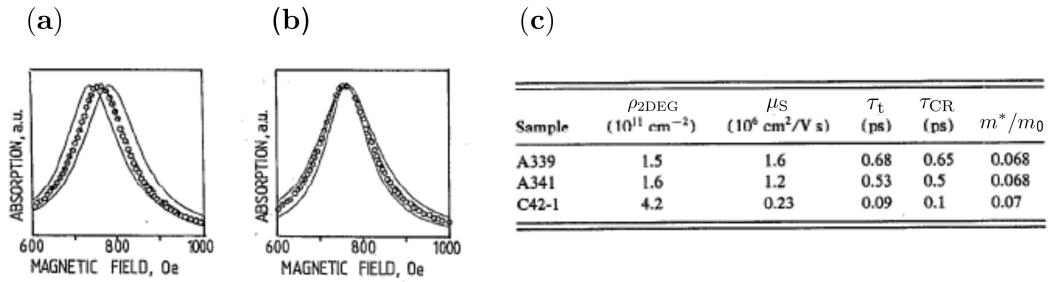 (a)
(b)
(c)
ABSORPTION, a.u.
600 800 1000
MAGNETIC FIELD, Oe
ABSORPTION, a.u.
600 800 1000
MAGNETIC FIELD, Oe
Sample ρ2DEG (10¹¹ cm⁻²) μS (10⁶ cm²/V s) τt (ps) τCR (ps) m*/m0
A339 1.5 1.6 0.68 0.65 0.068
A341 1.6 1.2 0.53 0.5 0.068
C42-1 4.2 0.23 0.09 0.1 0.07